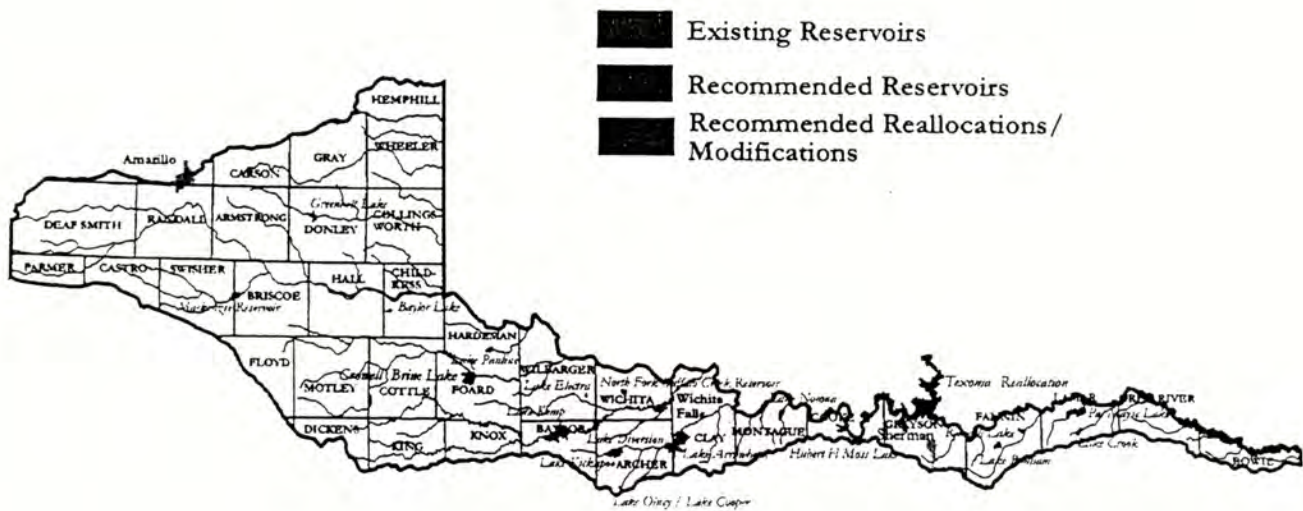 Existing Reservoirs
Recommended Reservoirs
Recommended Reallocations/
Modifications
HEMPHILL
Amarillo
GRAY
WHEELER
CARSON
Greenbelt Lake
DEAF SMITH
RANDALL
ARMSTRONG
DONLEY
COLLINGS
WORTH
PARMER
CASTRO
SWISHER
BRISCOE
HALL
CHILD-
RESS
Mackenzie Reservoir
Baylor Lake
HARDEMAN
FLOYD
MOTLEY
COTTLE
Brine Lake
FOARD
WILBARGER
Lake Electra
North Fork Buffalo Creek Reservoir
WICHITA
Wichita
Falls
Lake Kemp
Lake Nocona
Texoma Reallocation
DICKENS
KING
KNOX
BAYLOR
Lake Diversion
Lake Kickapoo
ARCHER
CLAY
Lake Arrowhead
MONTAGUE
COOKE
Hubert H Moss Lake
GRAYSON
Sherman
FANNIN
Lake Bonham
LAMAR
RED RIVER
Pat Mayse Lake
Lake Crook
BOWIE
Lake Olney / Lake Cooper